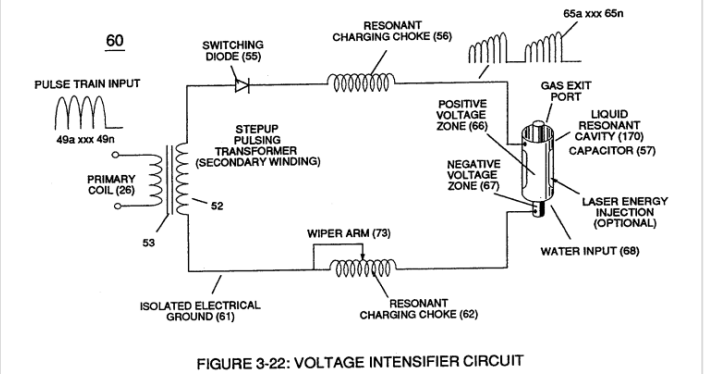 60
65a xxx 65n
RESONANT
CHARGING CHOKE (56)
SWITCHING
DIODE (55)
PULSE TRAIN INPUT
49a xxx 49n
GAS EXIT
PORT
POSITIVE
VOLTAGE
ZONE (66)
LIQUID
RESONANT
CAVITY (170)
CAPACITOR (57)
STEPUP
PULSING
TRANSFORMER
(SECONDARY WINDING)
NEGATIVE
VOLTAGE
ZONE (67)
PRIMARY
COIL (26)
52
53
LASER ENERGY
INJECTION
(OPTIONAL)
WIPER ARM (73)
WATER INPUT (68)
ISOLATED ELECTRICAL
GROUND (61)
RESONANT
CHARGING CHOKE (62)
FIGURE 3-22: VOLTAGE INTENSIFIER CIRCUIT